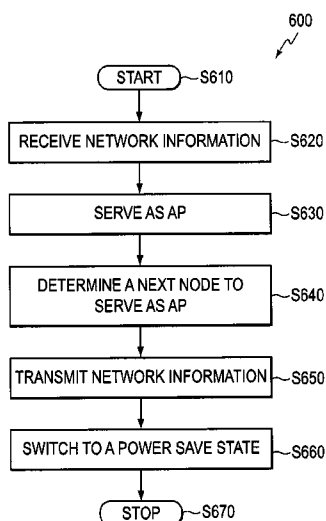 600
START S610
RECEIVE NETWORK INFORMATION S620
SERVE AS AP S630
DETERMINE A NEXT NODE TO
SERVE AS AP S640
TRANSMIT NETWORK INFORMATION S650
SWITCH TO A POWER SAVE STATE S660
STOP S670